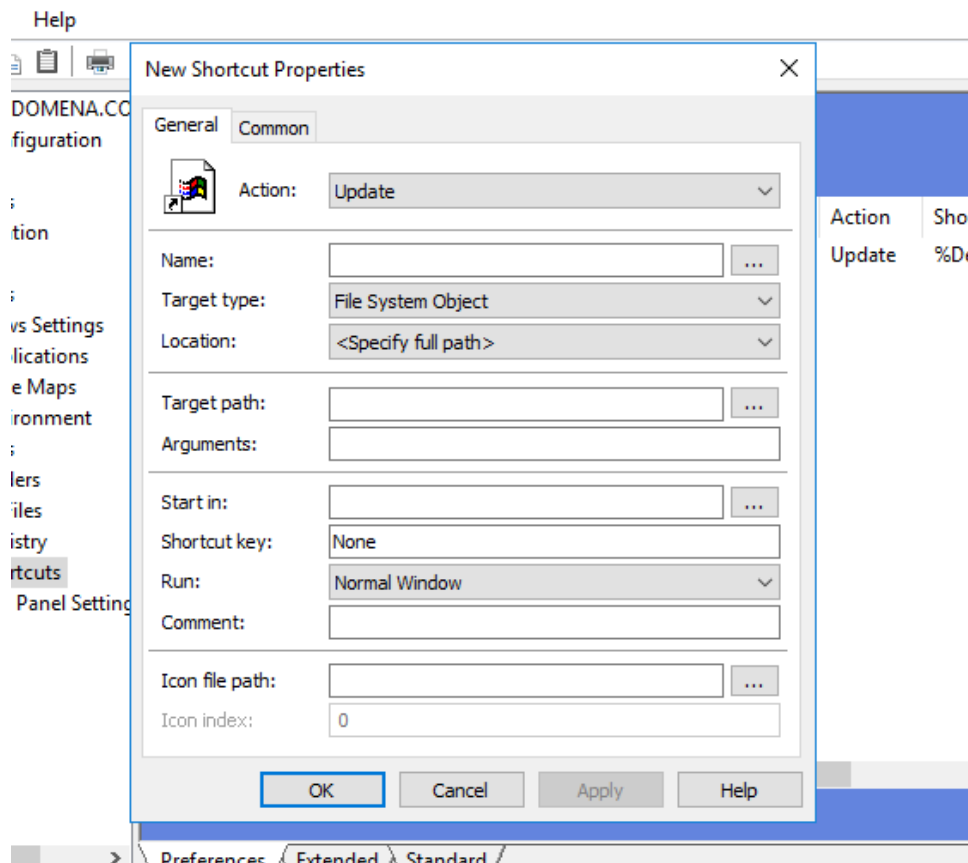 Help
New Shortcut Properties
DOMENA.CO
figuration
tion
ws Settings
lications
e Maps
ironment
lers
iles
istry
rtcuts
Panel Setting
General
Common
Action: Update
Name: ...
Target type: File System Object
Location: <Specify full path>
Target path: ...
Arguments:
Start in: ...
Shortcut key: None
Run: Normal Window
Comment:
Icon file path: ...
Icon index: 0
OK Cancel Apply Help
Action Sho
Update %De
Preferences Extended Standard